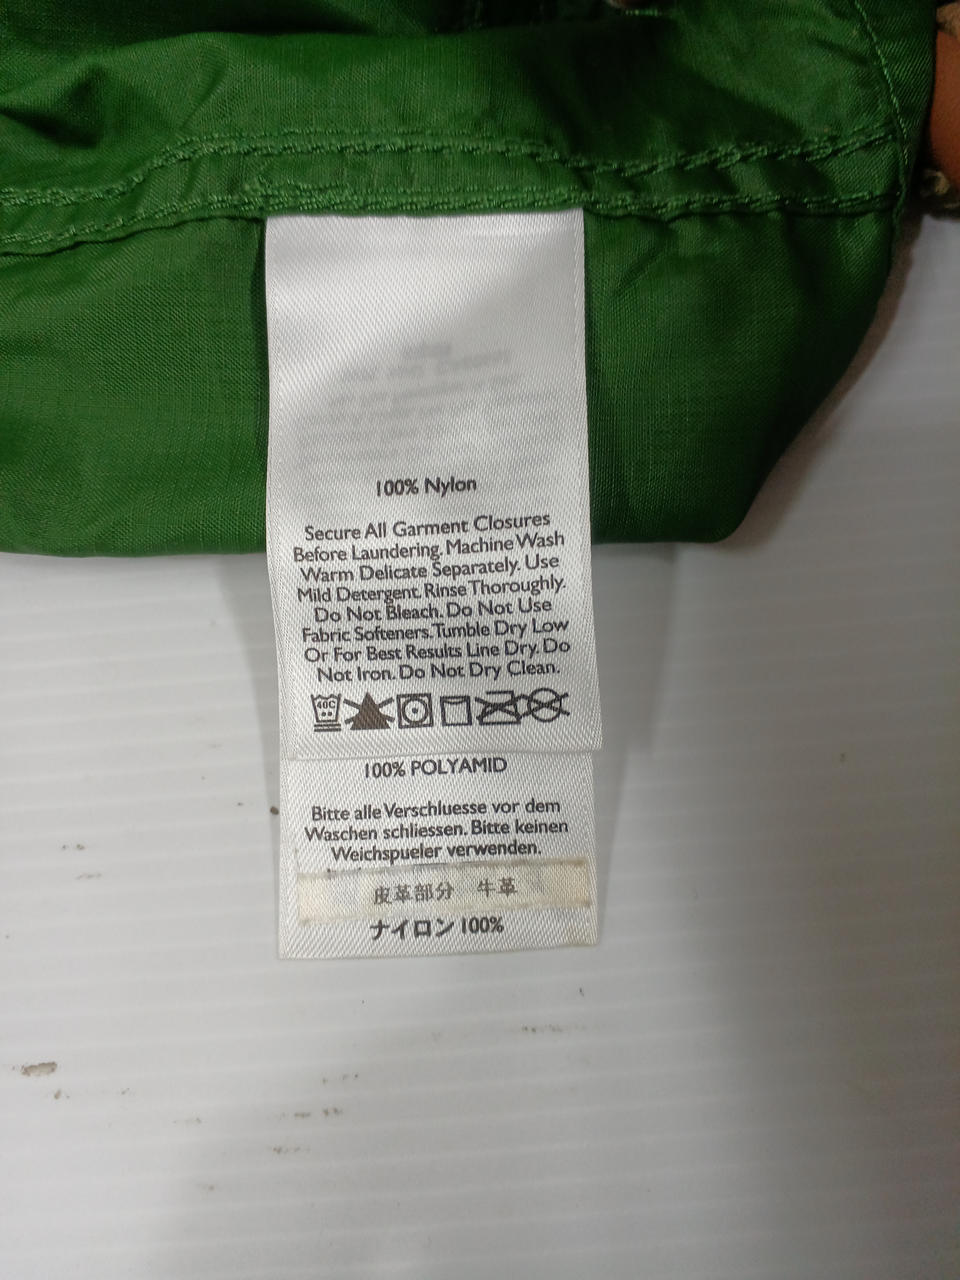 100% Nylon
Secure All Garment Closures
Before Laundering. Machine Wash
Warm Delicate Separately. Use
Mild Detergent. Rinse Thoroughly.
Do Not Bleach. Do Not Use
Fabric Softeners. Tumble Dry Low
Or For Best Results Line Dry. Do
Not Iron. Do Not Dry Clean.
40C
100% POLYAMID
Bitte alle Verschluesse vor dem
Waschen schliessen. Bitte keinen
Weichspueler verwenden.
皮革部分 牛革
ナイロン 100%